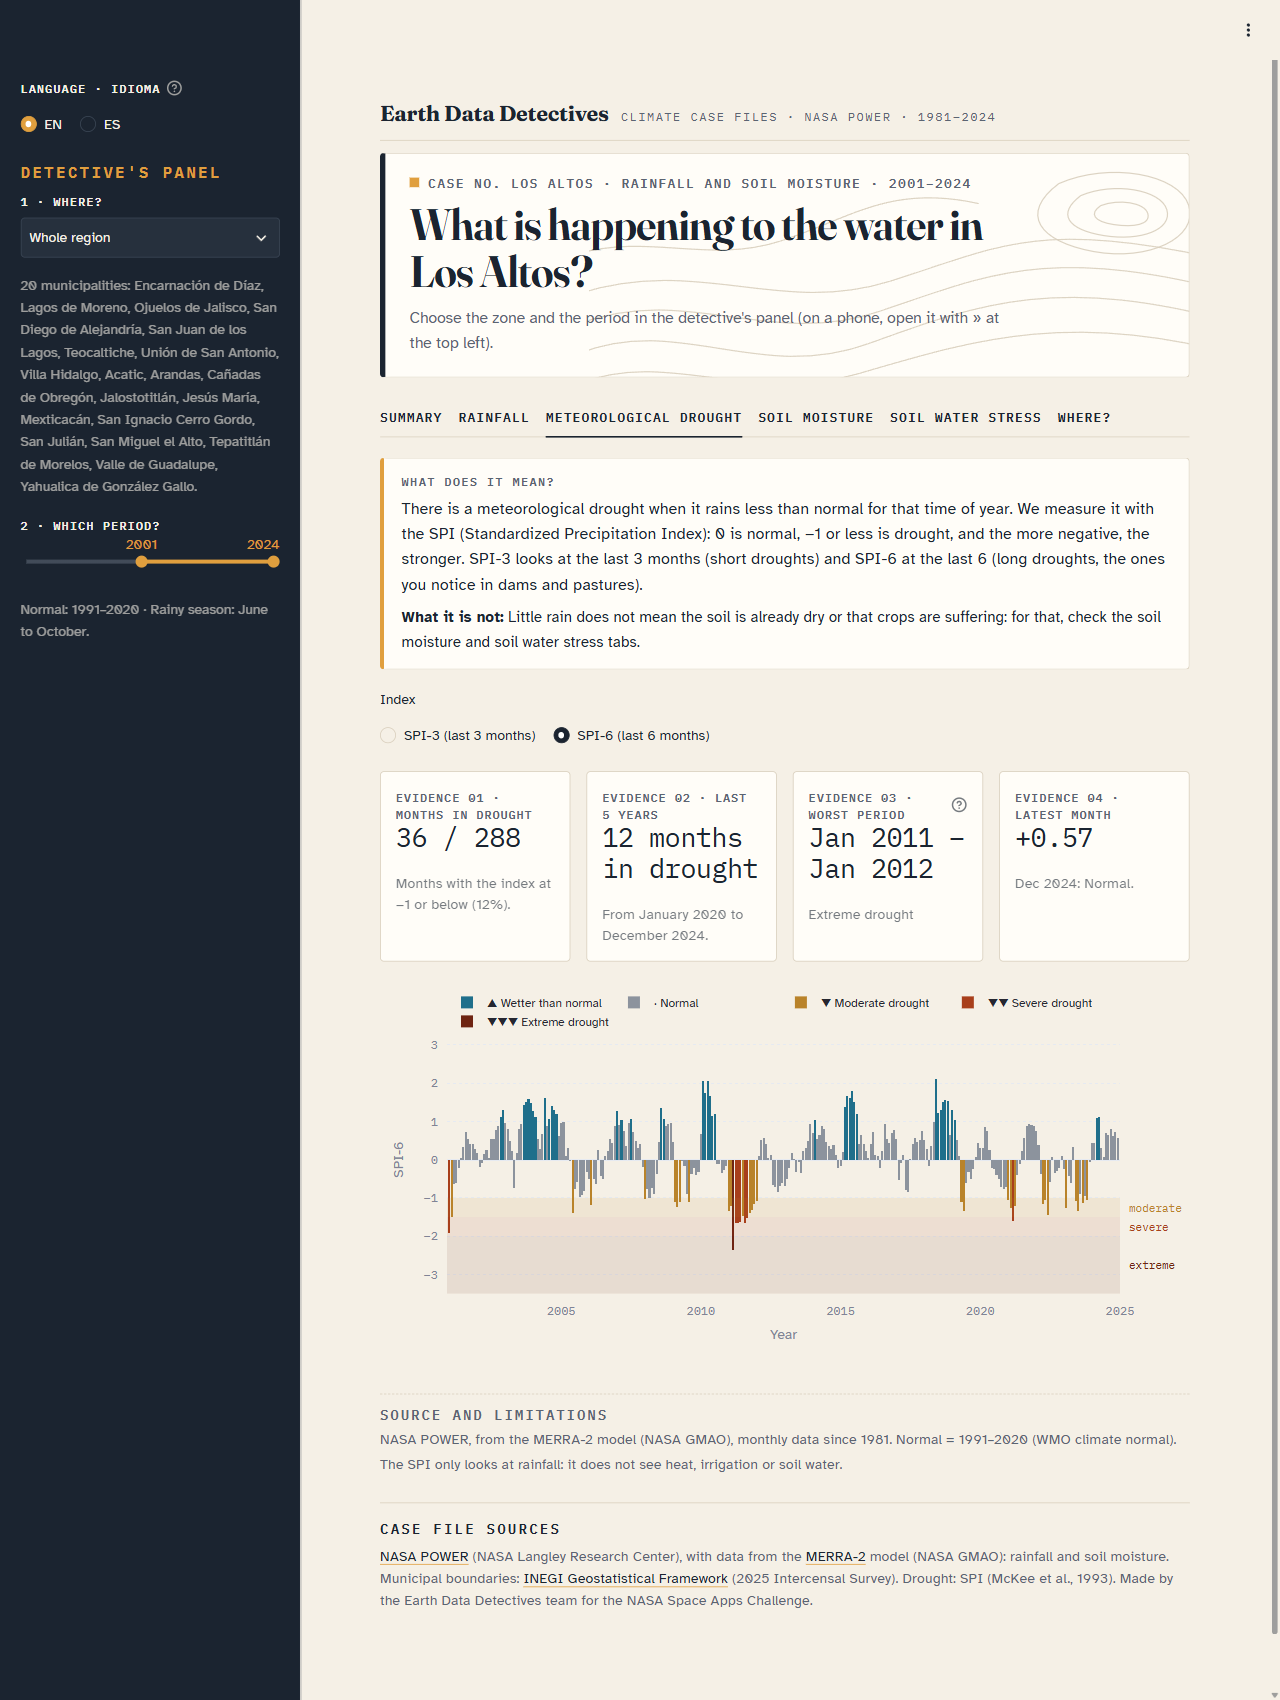 LANGUAGE · IDIOMA ?
EN ES
DETECTIVE'S PANEL
1 · WHERE?
Whole region
20 municipalities: Encarnación de Díaz,
Lagos de Moreno, Ojuelos de Jalisco, San
Diego de Alejandría, San Juan de los
Lagos, Teocaltiche, Unión de San Antonio,
Villa Hidalgo, Acatic, Arandas, Cañadas
de Obregón, Jalostotitlán, Jesús María,
Mexticacán, San Ignacio Cerro Gordo,
San Julián, San Miguel el Alto, Tepatitlán
de Morelos, Valle de Guadalupe,
Yahualica de González Gallo.
2 · WHICH PERIOD?
2001 2024
Normal: 1991–2020 · Rainy season: June
to October.
Earth Data Detectives CLIMATE CASE FILES · NASA POWER · 1981–2024
CASE NO. LOS ALTOS · RAINFALL AND SOIL MOISTURE · 2001–2024
What is happening to the water in
Los Altos?
Choose the zone and the period in the detective's panel (on a phone, open it with » at
the top left).
SUMMARY RAINFALL METEOROLOGICAL DROUGHT SOIL MOISTURE SOIL WATER STRESS WHERE?
WHAT DOES IT MEAN?
There is a meteorological drought when it rains less than normal for that time of year. We measure it with
the SPI (Standardized Precipitation Index): 0 is normal, −1 or less is drought, and the more negative, the
stronger. SPI-3 looks at the last 3 months (short droughts) and SPI-6 at the last 6 (long droughts, the ones
you notice in dams and pastures).
What it is not: Little rain does not mean the soil is already dry or that crops are suffering: for that, check the soil
moisture and soil water stress tabs.
Index
SPI-3 (last 3 months) SPI-6 (last 6 months)
EVIDENCE 01 ·
MONTHS IN DROUGHT
36 / 288
Months with the index at
−1 or below (12%).
EVIDENCE 02 · LAST
5 YEARS
12 months
in drought
From January 2020 to
December 2024.
EVIDENCE 03 ·
WORST PERIOD
?
Jan 2011 –
Jan 2012
Extreme drought
EVIDENCE 04 ·
LATEST MONTH
+0.57
Dec 2024: Normal.
▲ Wetter than normal · Normal ▼ Moderate drought ▼▼ Severe drought
▼▼▼ Extreme drought
3
2
1
0
−1
−2
−3
SPI-6
moderate
severe
extreme
2005 2010 2015 2020 2025
Year
SOURCE AND LIMITATIONS
NASA POWER, from the MERRA-2 model (NASA GMAO), monthly data since 1981. Normal = 1991–2020 (WMO climate normal).
The SPI only looks at rainfall: it does not see heat, irrigation or soil water.
CASE FILE SOURCES
NASA POWER (NASA Langley Research Center), with data from the MERRA-2 model (NASA GMAO): rainfall and soil moisture.
Municipal boundaries: INEGI Geostatistical Framework (2025 Intercensal Survey). Drought: SPI (McKee et al., 1993). Made by
the Earth Data Detectives team for the NASA Space Apps Challenge.